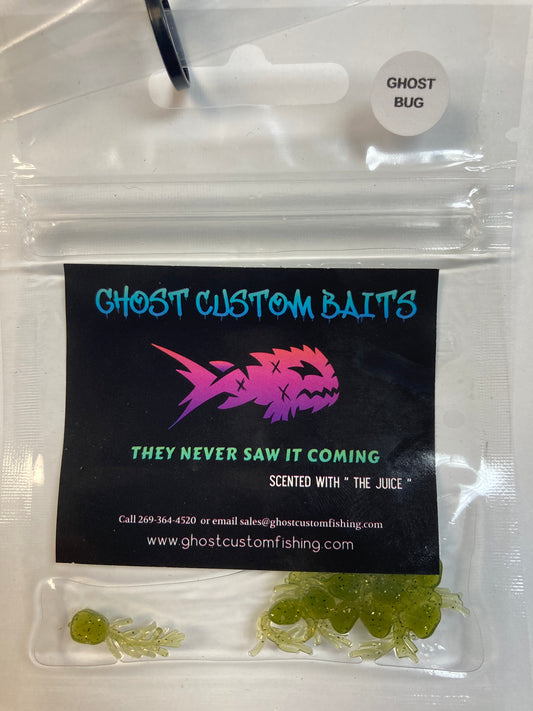 GHOST
BUG
GHOST CUSTOM BAITS
THEY NEVER SAW IT COMING
SCENTED WITH " THE JUICE "
Call 269-364-4520 or email sales@ghostcustomfishing.com
www.ghostcustomfishing.com